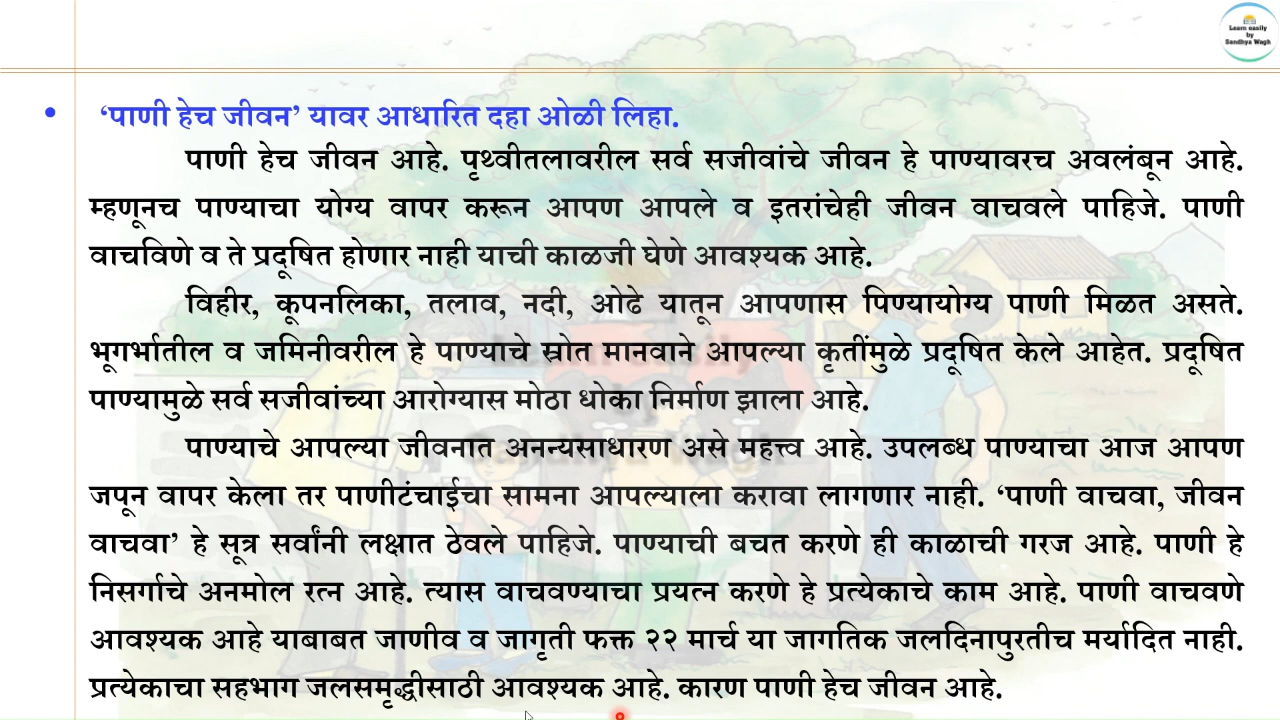 Learn easily
by
Sandhya Wagh
• ‘पाणी हेच जीवन’ यावर आधारित दहा ओळी लिहा.
पाणी हेच जीवन आहे. पृथ्वीतलावरील सर्व सजीवांचे जीवन हे पाण्यावरच अवलंबून आहे.
म्हणूनच पाण्याचा योग्य वापर करून आपण आपले व इतरांचेही जीवन वाचवले पाहिजे. पाणी
वाचविणे व ते प्रदूषित होणार नाही याची काळजी घेणे आवश्यक आहे.
विहीर, कूपनलिका, तलाव, नदी, ओढे यातून आपणास पिण्यायोग्य पाणी मिळत असते.
भूगर्भातील व जमिनीवरील हे पाण्याचे स्रोत मानवाने आपल्या कृतींमुळे प्रदूषित केले आहेत. प्रदूषित
पाण्यामुळे सर्व सजीवांच्या आरोग्यास मोठा धोका निर्माण झाला आहे.
पाण्याचे आपल्या जीवनात अनन्यसाधारण असे महत्त्व आहे. उपलब्ध पाण्याचा आज आपण
जपून वापर केला तर पाणीटंचाईचा सामना आपल्याला करावा लागणार नाही. ‘पाणी वाचवा, जीवन
वाचवा’ हे सूत्र सर्वांनी लक्षात ठेवले पाहिजे. पाण्याची बचत करणे ही काळाची गरज आहे. पाणी हे
निसर्गाचे अनमोल रत्न आहे. त्यास वाचवण्याचा प्रयत्न करणे हे प्रत्येकाचे काम आहे. पाणी वाचवणे
आवश्यक आहे याबाबत जाणीव व जागृती फक्त २२ मार्च या जागतिक जलदिनापुरतीच मर्यादित नाही.
प्रत्येकाचा सहभाग जलसमृद्धीसाठी आवश्यक आहे. कारण पाणी हेच जीवन आहे.